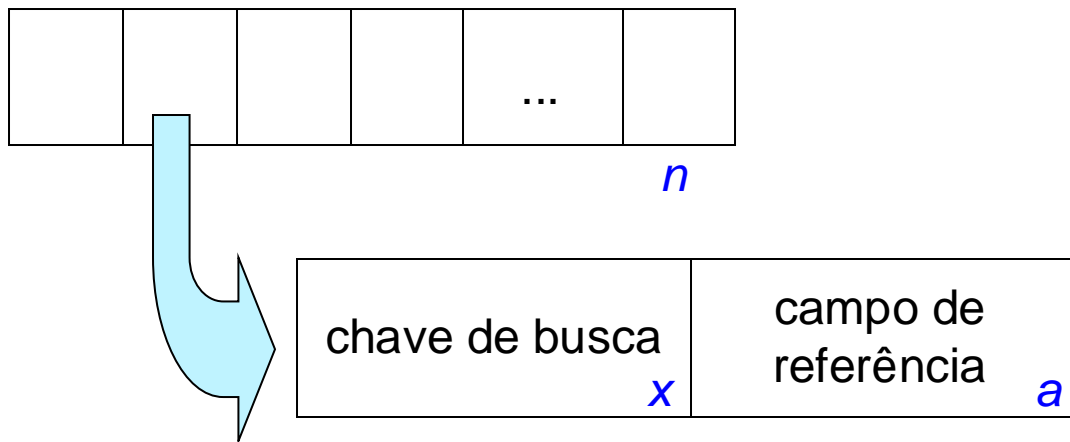 ...
n
chave de busca
x
campo de
referência
a